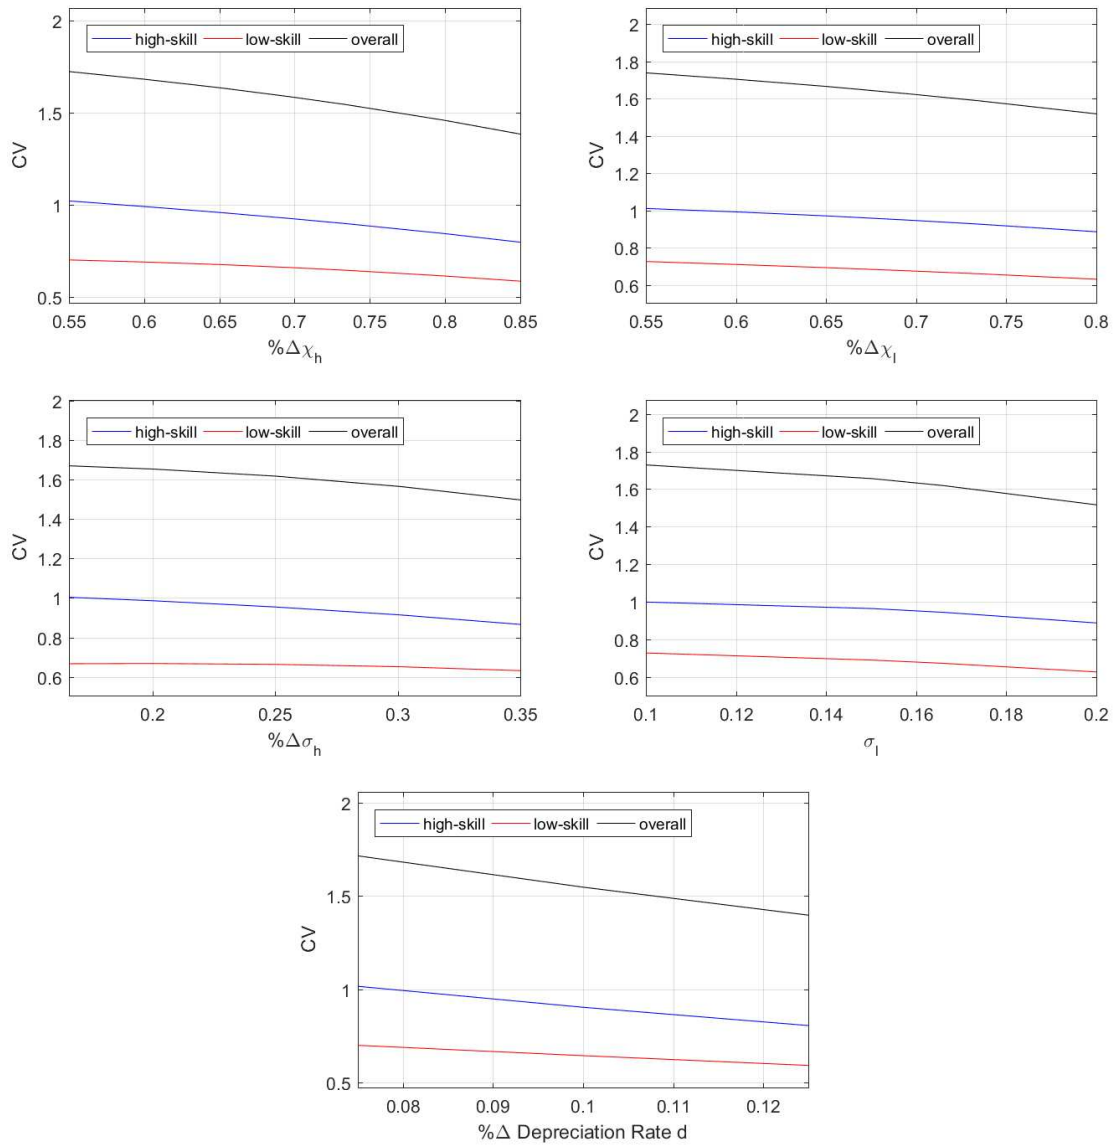 2
high-skill low-skill overall
1.5
CV
1
0.5
0.55 0.6 0.65 0.7 0.75 0.8 0.85
%Δχh
2
high-skill low-skill overall
1.8
1.6
1.4
CV
1.2
1
0.8
0.6
0.55 0.6 0.65 0.7 0.75 0.8
%Δχl
2
high-skill low-skill overall
1.8
1.6
1.4
CV
1.2
1
0.8
0.6
0.2 0.25 0.3 0.35
%Δσh
2
high-skill low-skill overall
1.8
1.6
1.4
CV
1.2
1
0.8
0.6
0.1 0.12 0.14 0.16 0.18 0.2
σl
2
high-skill low-skill overall
1.5
CV
1
0.5
0.08 0.09 0.1 0.11 0.12
%Δ Depreciation Rate d